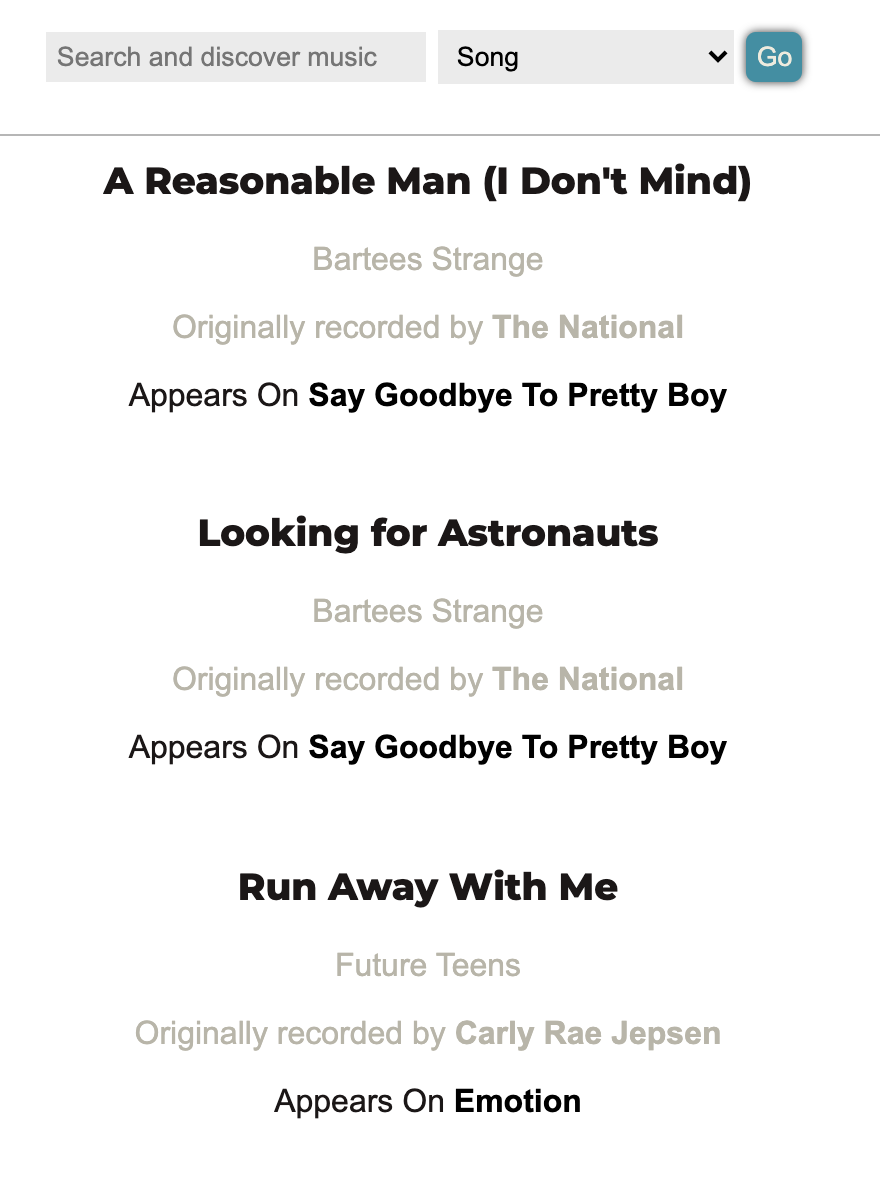 Search and discover music Song Go
A Reasonable Man (I Don't Mind)
Bartees Strange
Originally recorded by The National
Appears On Say Goodbye To Pretty Boy
Looking for Astronauts
Bartees Strange
Originally recorded by The National
Appears On Say Goodbye To Pretty Boy
Run Away With Me
Future Teens
Originally recorded by Carly Rae Jepsen
Appears On Emotion